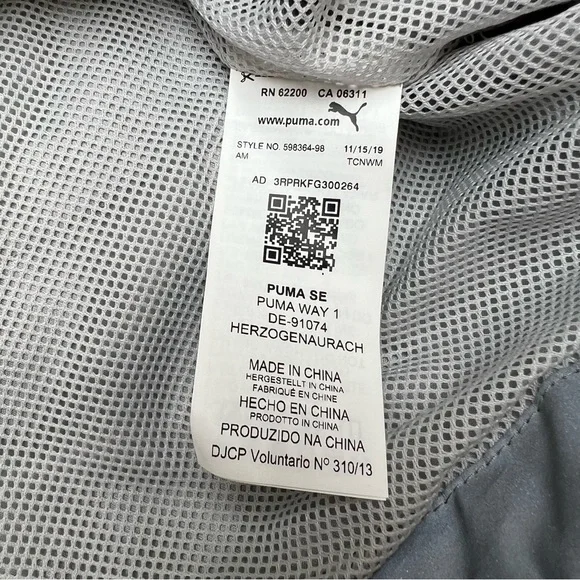 RN 62200 CA 06311
www.puma.com
STYLE NO 598364-98 11/15/19
AM TCNWM
AD 3RPRKFG300264
PUMA SE
PUMA WAY 1
DE-91074
HERZOGENAURACH
MADE IN CHINA
HERGESTELLT IN CHINA
FABRIQUÉ EN CHINE
HECHO EN CHINA
PRODOTTO IN CHINA
PRODUZIDO NA CHINA
DJCP Voluntario Nº 310/13